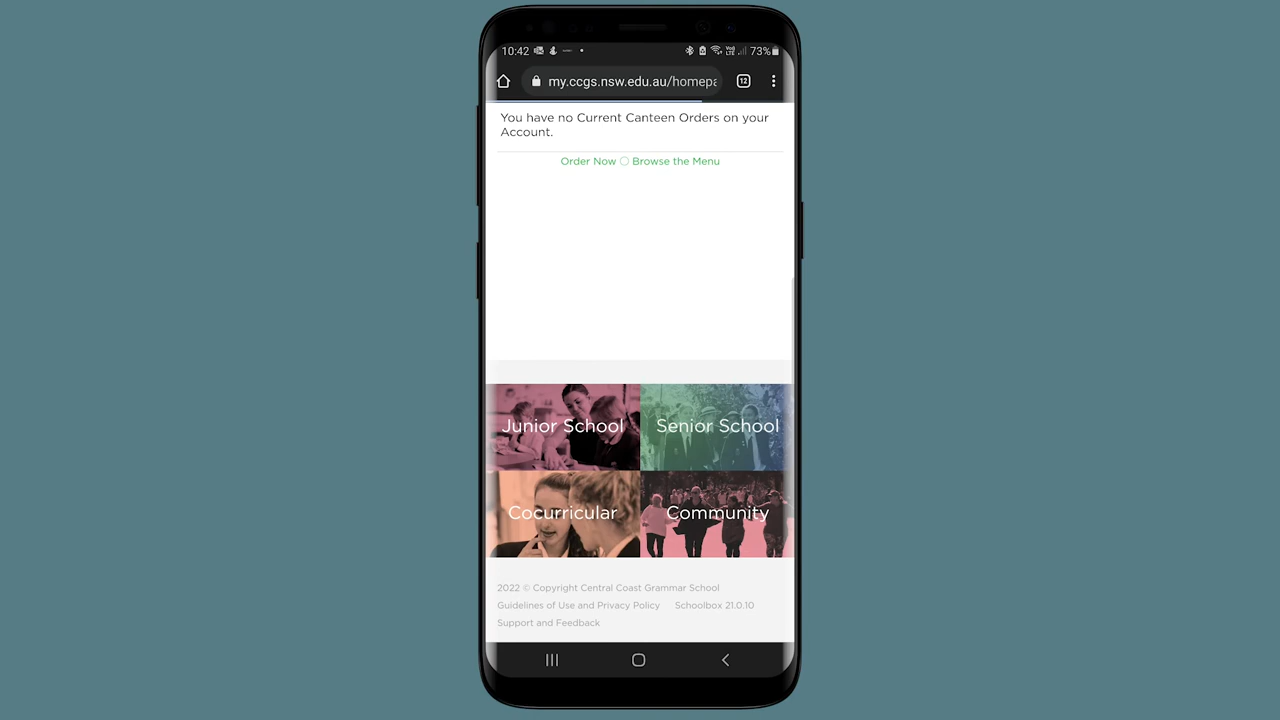 10:42 73%
my.ccgs.nsw.edu.au/homepa 12
You have no Current Canteen Orders on your
Account.
Order Now Browse the Menu
Junior School Senior School
Cocurricular Community
2022 © Copyright Central Coast Grammar School
Guidelines of Use and Privacy Policy Schoolbox 21.0.10
Support and Feedback